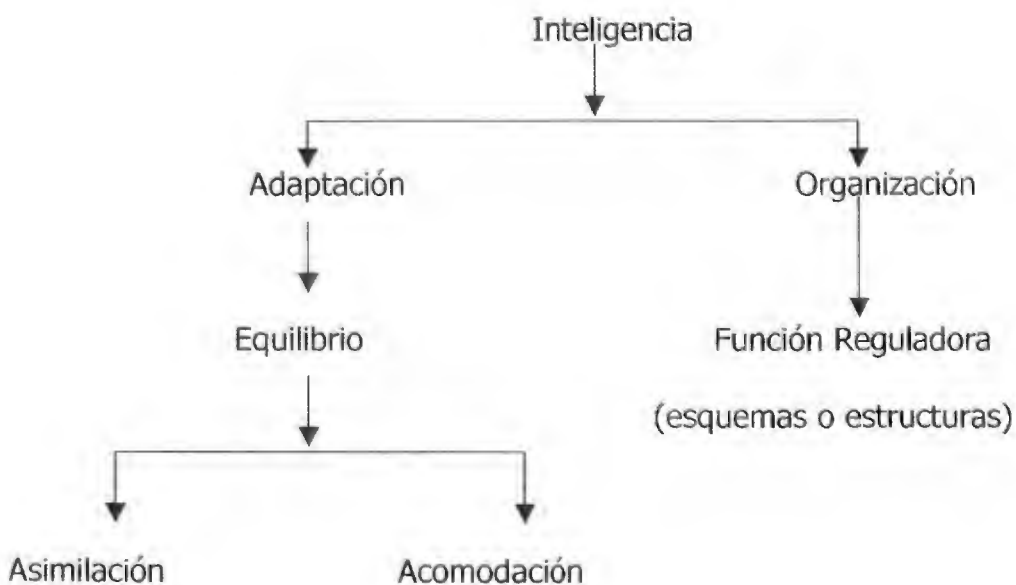 Inteligencia
Adaptación
Organización
Equilibrio
Función Reguladora
(esquemas o estructuras)
Asimilación
Acomodación